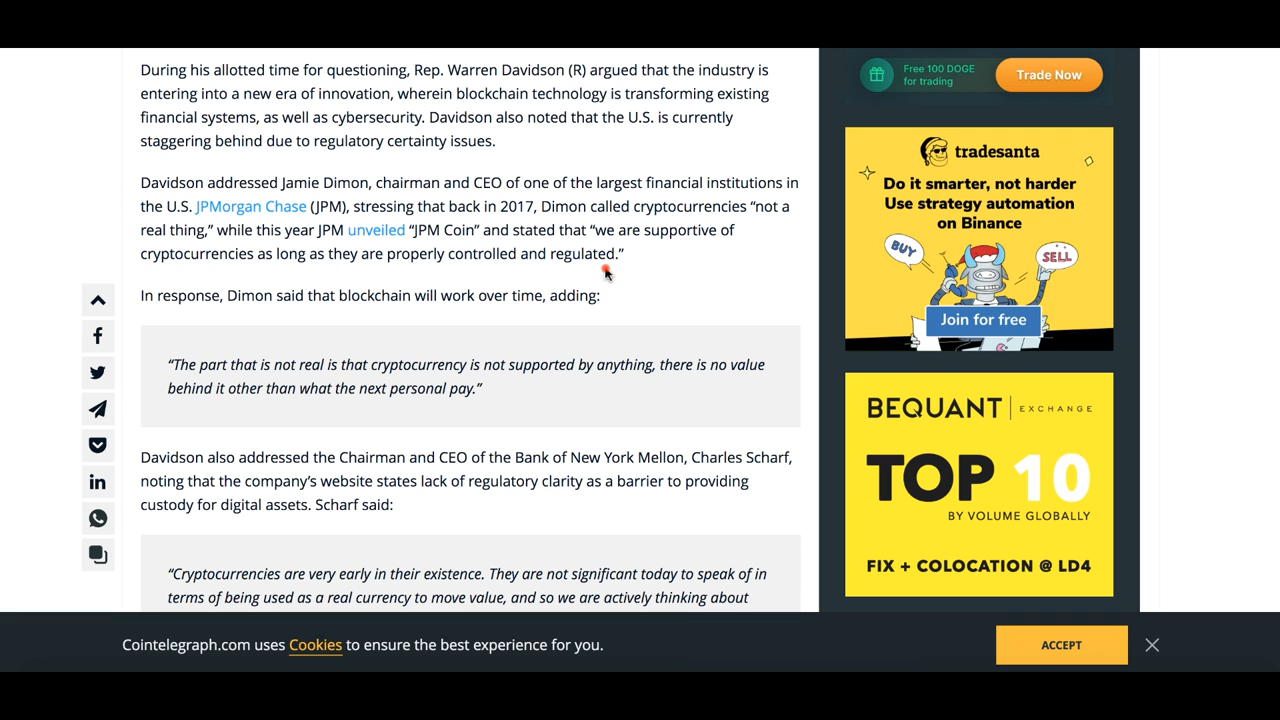 During his allotted time for questioning, Rep. Warren Davidson (R) argued that the industry is
entering into a new era of innovation, wherein blockchain technology is transforming existing
financial systems, as well as cybersecurity. Davidson also noted that the U.S. is currently
staggering behind due to regulatory certainty issues.
Davidson addressed Jamie Dimon, chairman and CEO of one of the largest financial institutions in
the U.S. JPMorgan Chase (JPM), stressing that back in 2017, Dimon called cryptocurrencies “not a
real thing,” while this year JPM unveiled “JPM Coin” and stated that “we are supportive of
cryptocurrencies as long as they are properly controlled and regulated.”
In response, Dimon said that blockchain will work over time, adding:
“The part that is not real is that cryptocurrency is not supported by anything, there is no value
behind it other than what the next personal pay.”
Davidson also addressed the Chairman and CEO of the Bank of New York Mellon, Charles Scharf,
noting that the company’s website states lack of regulatory clarity as a barrier to providing
custody for digital assets. Scharf said:
“Cryptocurrencies are very early in their existence. They are not significant today to speak of in
terms of being used as a real currency to move value, and so we are actively thinking about
Free 100 DOGE
for trading
Trade Now
tradesanta
Do it smarter, not harder
Use strategy automation
on Binance
BUY
SELL
Join for free
BEQUANT EXCHANGE
TOP 10
BY VOLUME GLOBALLY
FIX + COLOCATION @ LD4
Cointelegraph.com uses Cookies to ensure the best experience for you.
ACCEPT